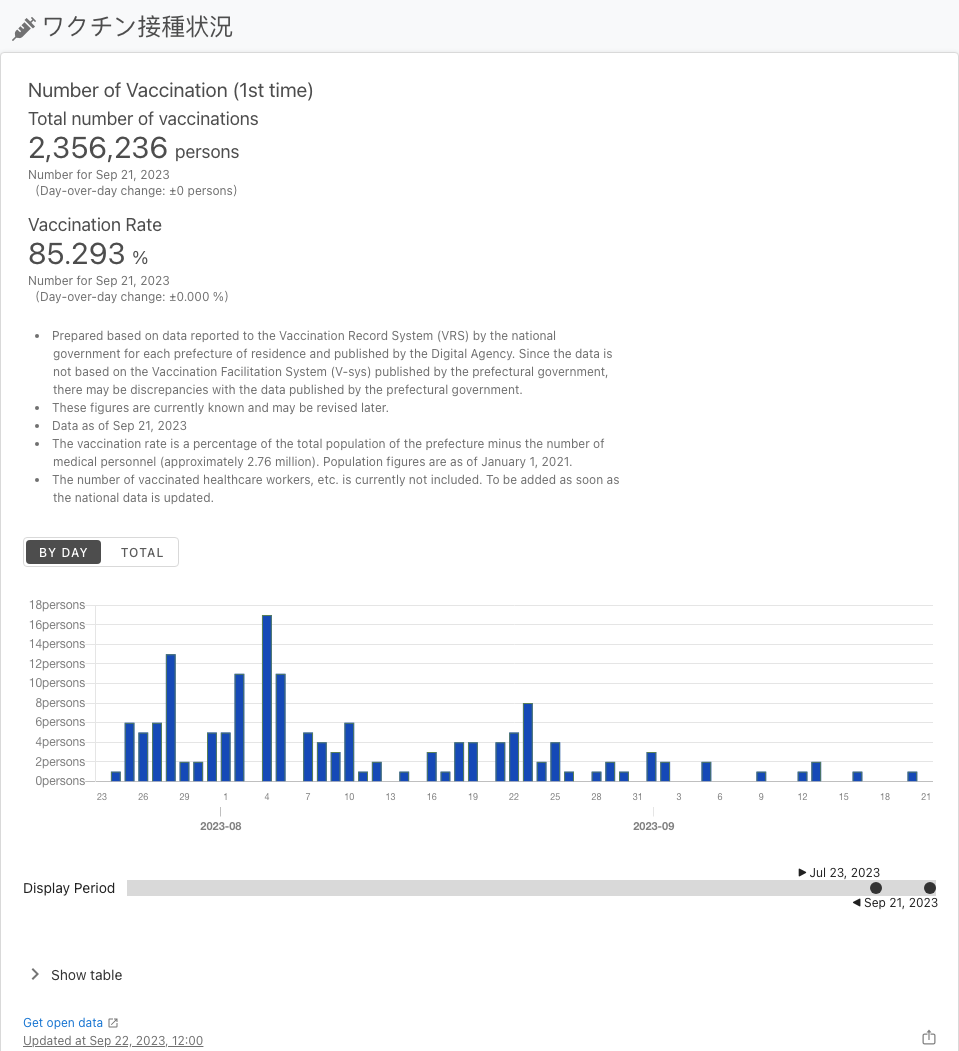 ワクチン接種状況
Number of Vaccination (1st time)
Total number of vaccinations
2,356,236 persons
Number for Sep 21, 2023
(Day-over-day change: ±0 persons)
Vaccination Rate
85.293 %
Number for Sep 21, 2023
(Day-over-day change: ±0.000 %)
• Prepared based on data reported to the Vaccination Record System (VRS) by the national
government for each prefecture of residence and published by the Digital Agency. Since the data is
not based on the Vaccination Facilitation System (V-sys) published by the prefectural government,
there may be discrepancies with the data published by the prefectural government.
• These figures are currently known and may be revised later.
• Data as of Sep 21, 2023
• The vaccination rate is a percentage of the total population of the prefecture minus the number of
medical personnel (approximately 2.76 million). Population figures are as of January 1, 2021.
• The number of vaccinated healthcare workers, etc. is currently not included. To be added as soon as
the national data is updated.
BY DAY TOTAL
18persons
16persons
14persons
12persons
10persons
8persons
6persons
4persons
2persons
0persons
23 26 29 1 4 7 10 13 16 19 22 25 28 31 3 6 9 12 15 18 21
2023-08 2023-09
Jul 23, 2023
Display Period
Sep 21, 2023
Show table
Get open data
Updated at Sep 22, 2023, 12:00